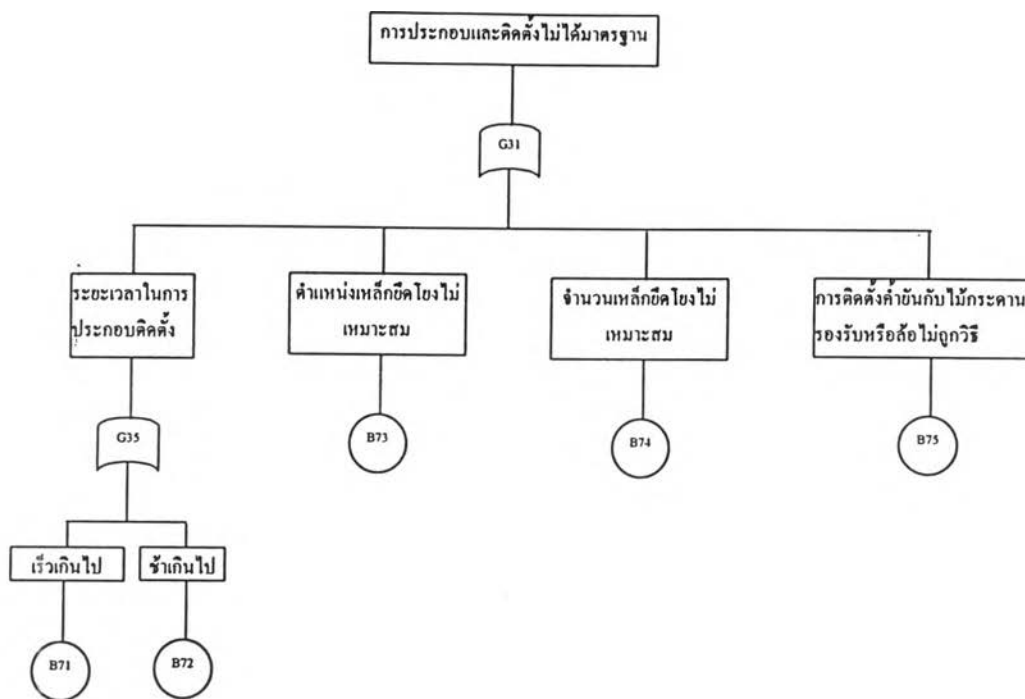 การประกอบและติดตั้งไม่ได้มาตรฐาน
G31
ระยะเวลาในการ
ประกอบติดตั้ง
ตำแหน่งเหล็กยึดโยงไม่
เหมาะสม
จำนวนเหล็กยึดโยงไม่
เหมาะสม
การติดตั้งค้ำยันกับไม้กระดาน
รองรับหรือล้อไม่ถูกวิธี
G35
B73
B74
B75
เร็วเกินไป
ช้าเกินไป
B71
B72